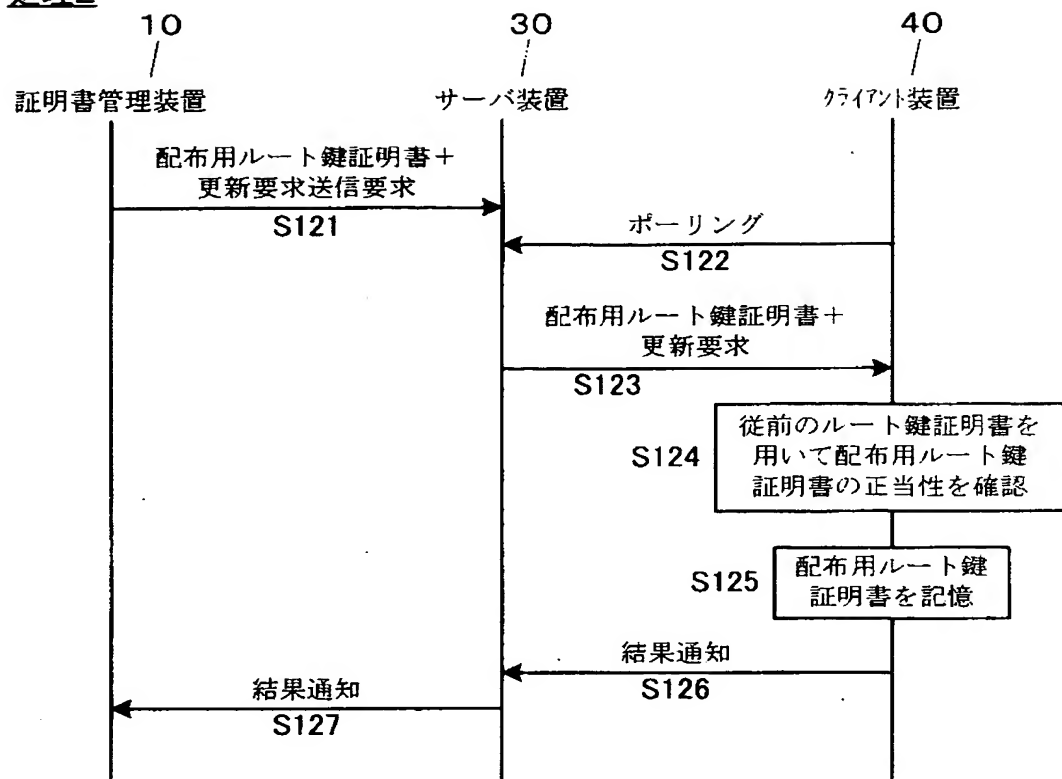 10
30
40
証明書管理装置
サーバ装置
クライアント装置
配布用ルート鍵証明書+
更新要求送信要求
S121
ポーリング
S122
配布用ルート鍵証明書+
更新要求
S123
従前のルート鍵証明書を
用いて配布用ルート鍵
証明書の正当性を確認
S124
配布用ルート鍵
証明書を記憶
S125
結果通知
S126
結果通知
S127